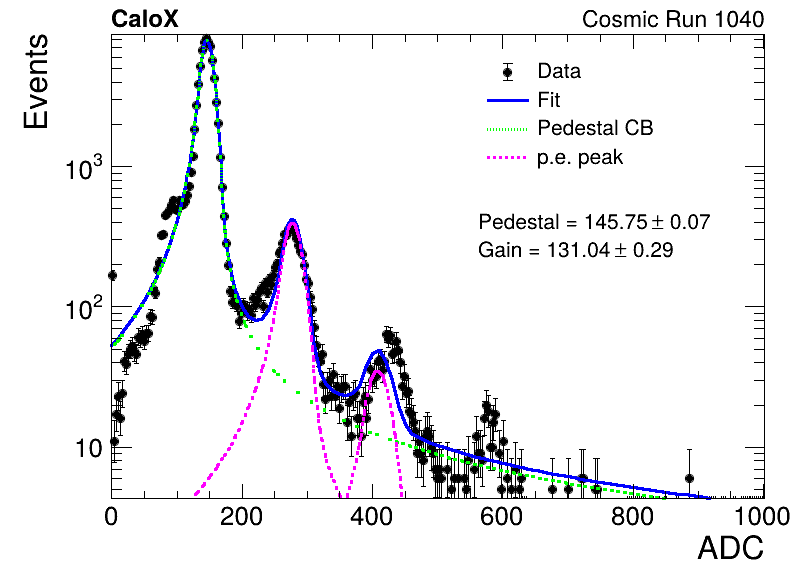 CaloX Cosmic Run 1040
Events
Data
Fit
Pedestal CB
p.e. peak
Pedestal = 145.75 ± 0.07
Gain = 131.04 ± 0.29
10³
10²
10
0 200 400 600 800 1000
ADC